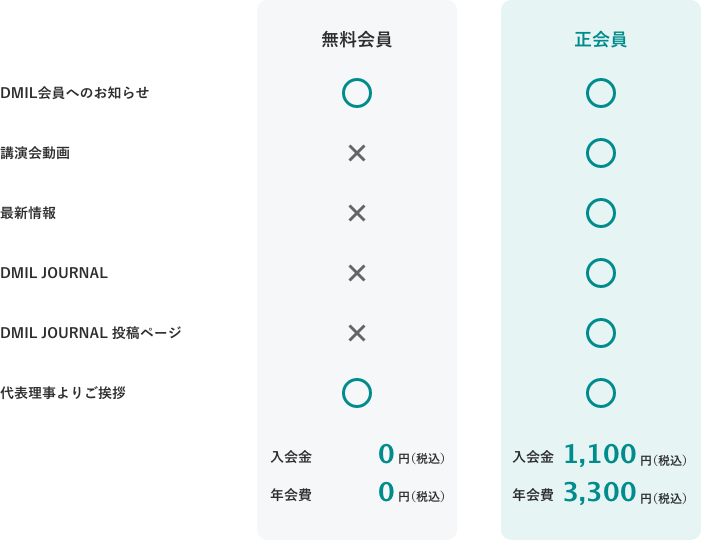 無料会員 正会員
DMIL会員へのお知らせ ○ ○
講演会動画 × ○
最新情報 × ○
DMIL JOURNAL × ○
DMIL JOURNAL 投稿ページ × ○
代表理事よりご挨拶 ○ ○
入会金 0 円(税込) 入会金 1,100 円(税込)
年会費 0 円(税込) 年会費 3,300 円(税込)